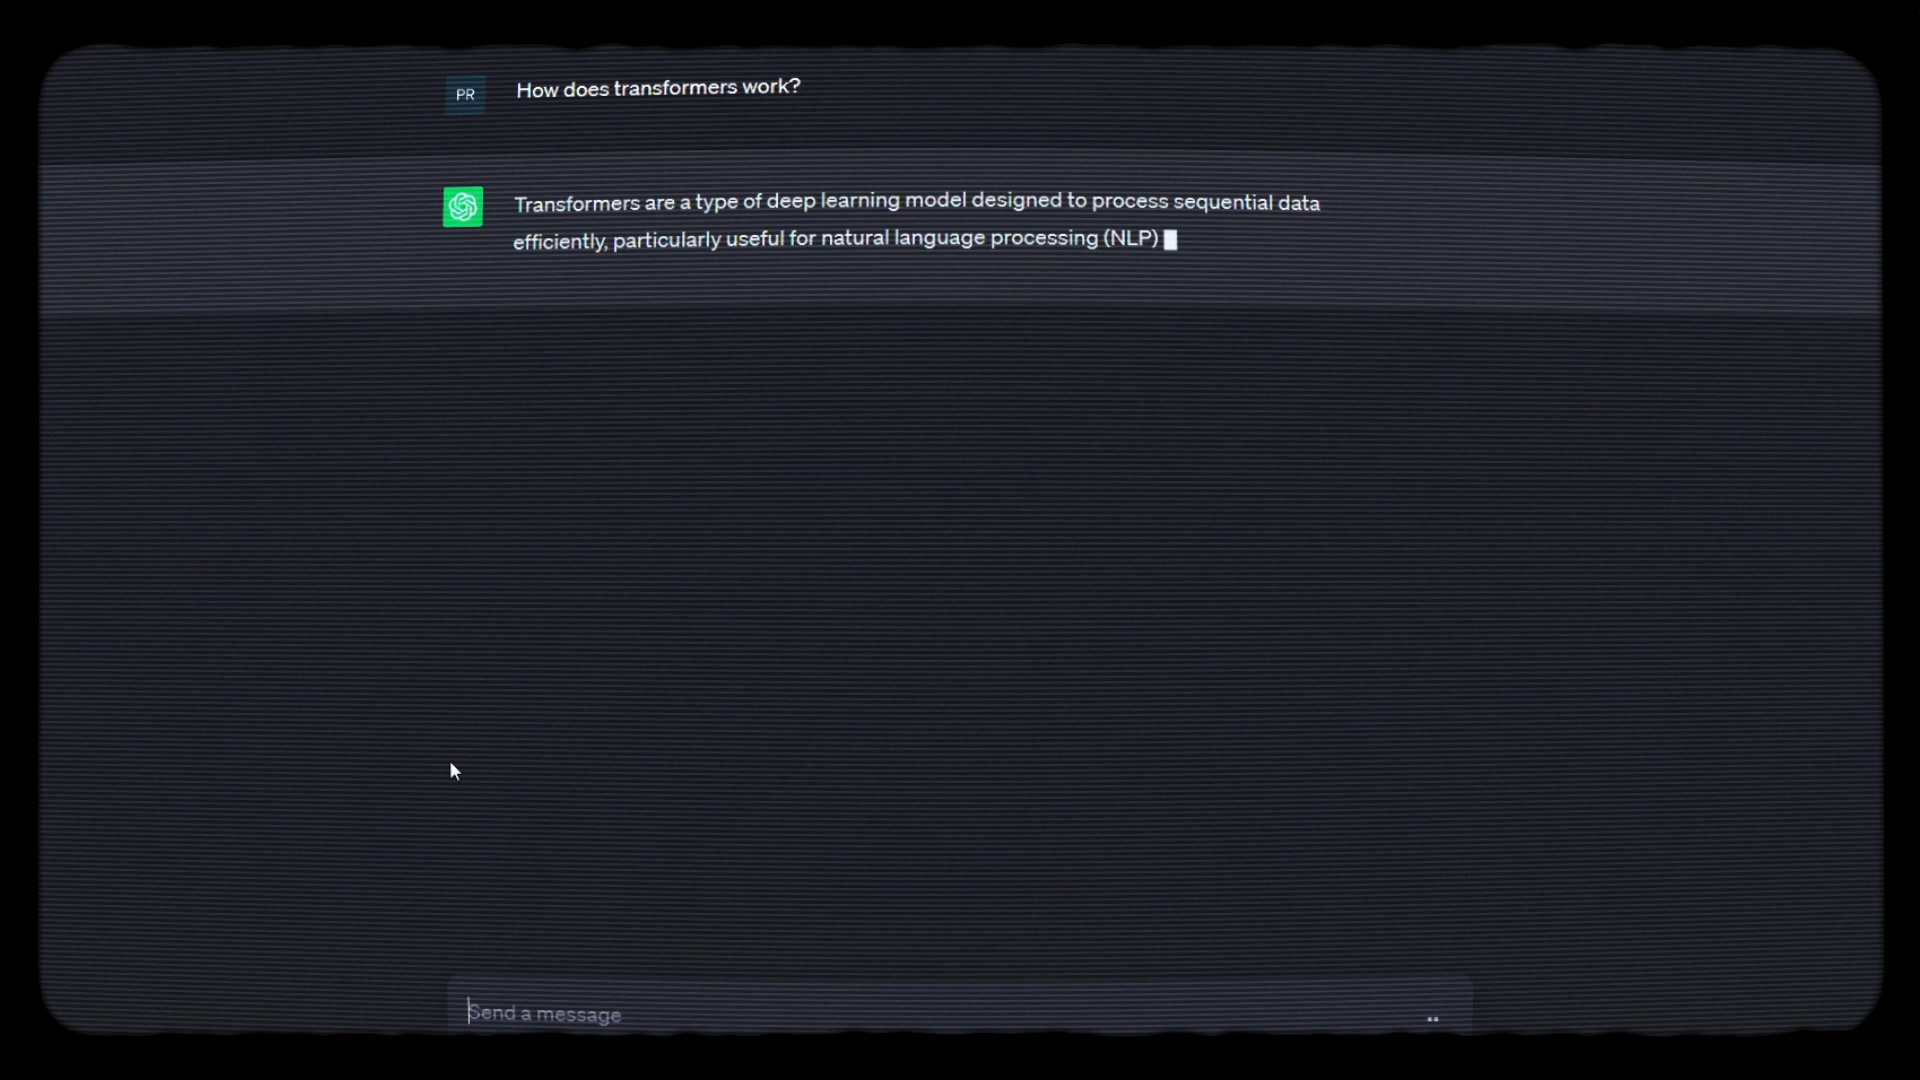 PR
How does transformers work?
Transformers are a type of deep learning model designed to process sequential data
efficiently, particularly useful for natural language processing (NLP)
Send a message